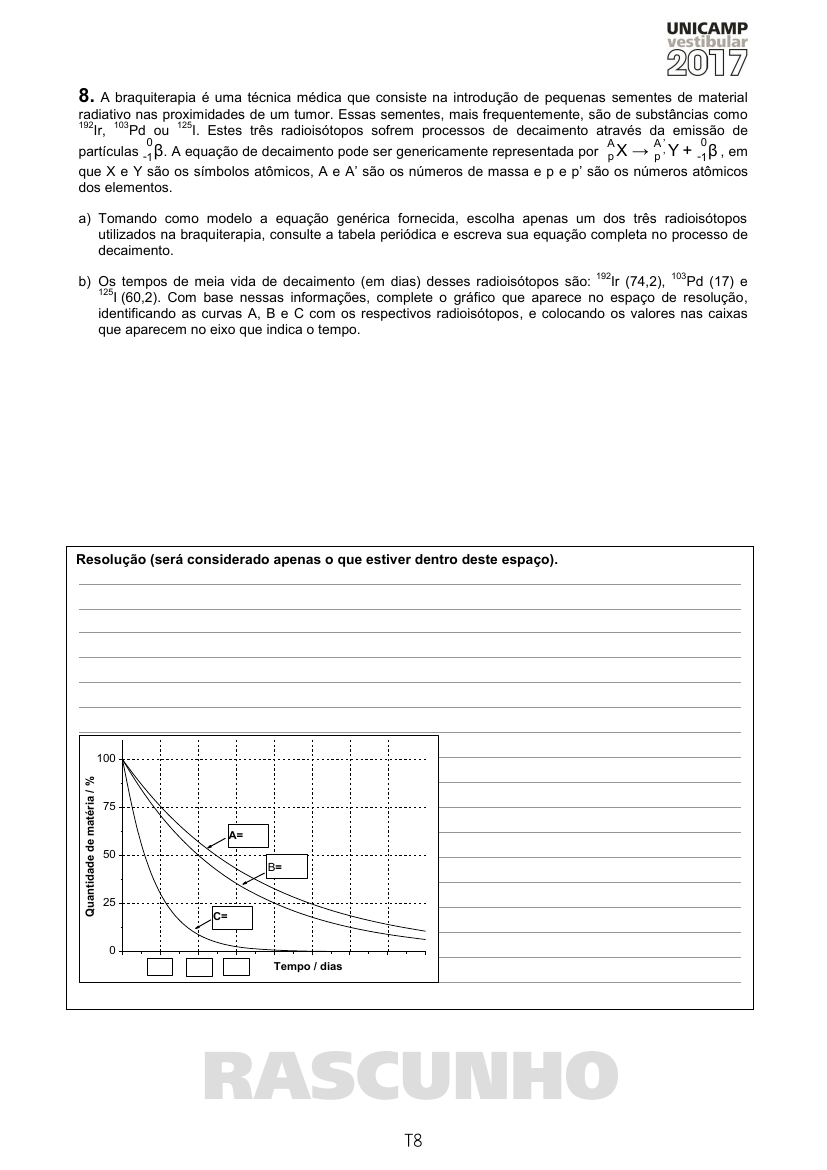 UNICAMP
vestibular
2017
8. A braquiterapia é uma técnica médica que consiste na introdução de pequenas sementes de material
radiativo nas proximidades de um tumor. Essas sementes, mais frequentemente, são de substâncias como
¹⁹²Ir, ¹⁰³Pd ou ¹²⁵I. Estes três radioisótopos sofrem processos de decaimento através da emissão de
partículas ⁰₋₁β. A equação de decaimento pode ser genericamente representada por ᴬₚX → ᴬ'ₚ'Y + ⁰₋₁β , em
que X e Y são os símbolos atômicos, A e A’ são os números de massa e p e p’ são os números atômicos
dos elementos.
a) Tomando como modelo a equação genérica fornecida, escolha apenas um dos três radioisótopos
utilizados na braquiterapia, consulte a tabela periódica e escreva sua equação completa no processo de
decaimento.
b) Os tempos de meia vida de decaimento (em dias) desses radioisótopos são: ¹⁹²Ir (74,2), ¹⁰³Pd (17) e
¹²⁵I (60,2). Com base nessas informações, complete o gráfico que aparece no espaço de resolução,
identificando as curvas A, B e C com os respectivos radioisótopos, e colocando os valores nas caixas
que aparecem no eixo que indica o tempo.
Resolução (será considerado apenas o que estiver dentro deste espaço).
Quantidade de matéria / %
100
75
50
25
0
A=
B=
C=
Tempo / dias
RASCUNHO
T8